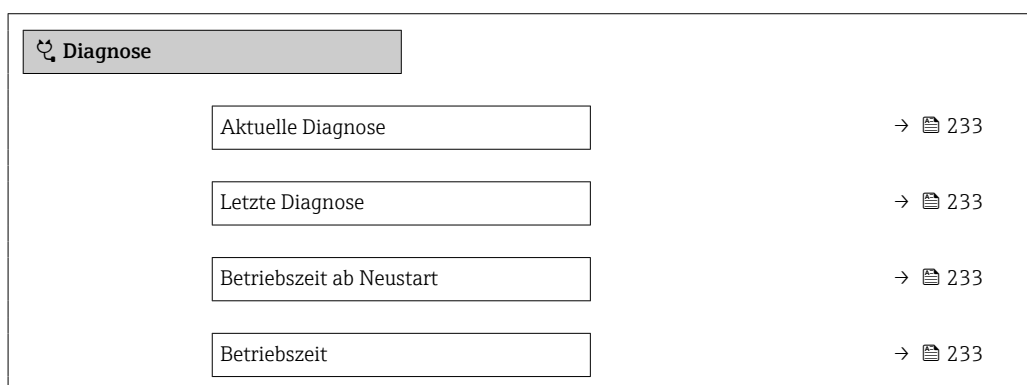 Diagnose
Aktuelle Diagnose → 233
Letzte Diagnose → 233
Betriebszeit ab Neustart → 233
Betriebszeit → 233